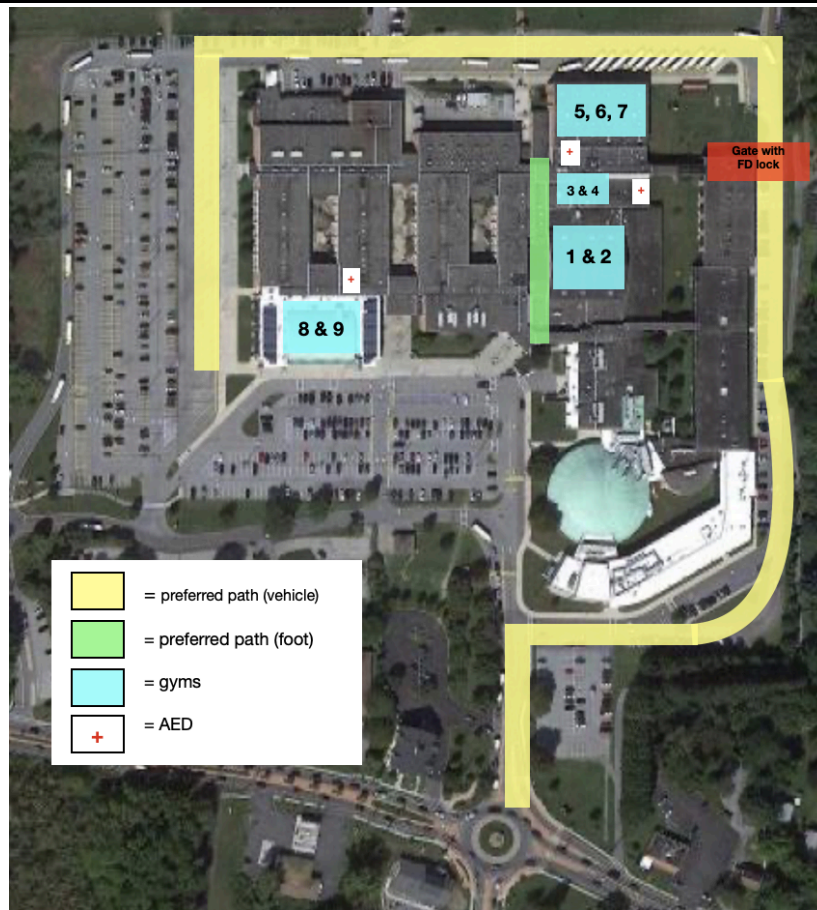 5, 6, 7
Gate with
FD lock
3 & 4
1 & 2
8 & 9
= preferred path (vehicle)
= preferred path (foot)
= gyms
= AED